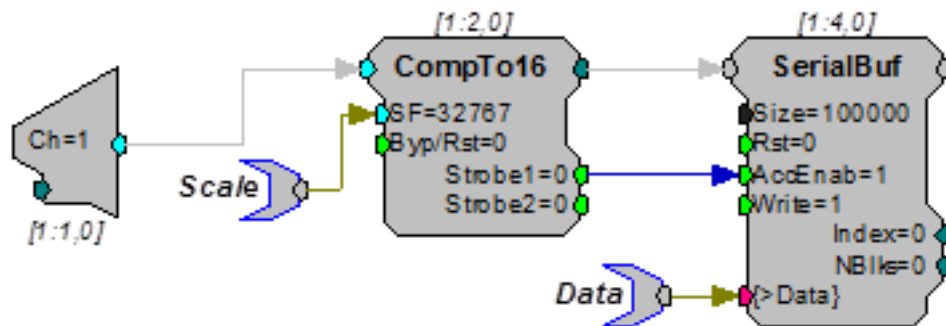 [1:2,0]
[1:4,0]
CompTo16
SerialBuf
Ch=1
SF=32767
Size=100000
Byp/Rst=0
Rst=0
Scale
Strobe1=0
AccEnab=1
Strobe2=0
Write=1
[1:1,0]
Index=0
NBlks=0
Data
{>Data}